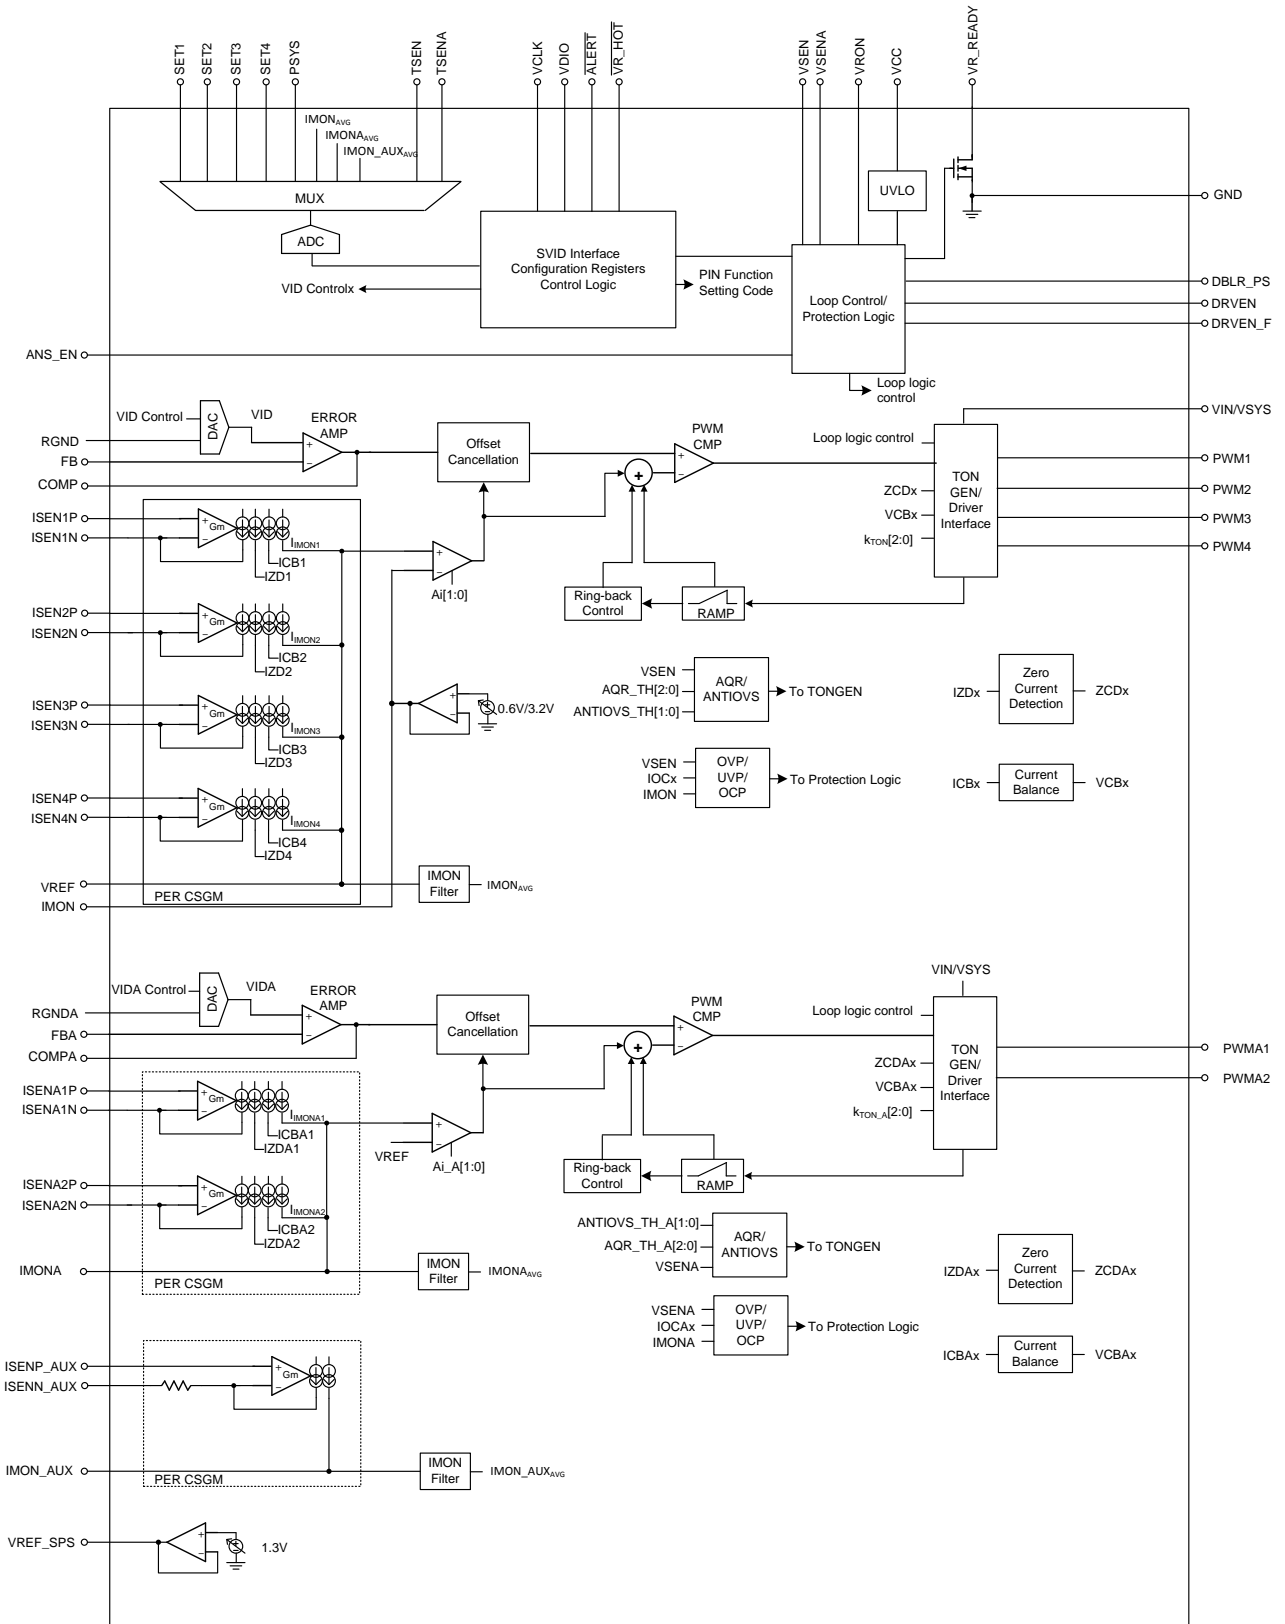 SET1
SET2
SET3
SET4
PSYS
TSEN
TSENA
VCLK
VDIO
ALERT
VR_HOT
VSEN
VSENA
VRON
VCC
VR_READY
IMONAVG
IMONAAVG
IMON_AUXAVG
MUX
ADC
UVLO
GND
SVID Interface
Configuration Registers
Control Logic
VID Controlx
PIN Function
Setting Code
Loop Control/
Protection Logic
DBLR_PS
DRVEN
DRVEN_F
ANS_EN
Loop logic
control
VID Control
DAC
VID
ERROR
AMP
RGND
FB
COMP
+
−
Offset
Cancellation
PWM
CMP
+
+
−
Loop logic control
ZCDx
VCBx
kTON[2:0]
TON
GEN/
Driver
Interface
VIN/VSYS
PWM1
PWM2
PWM3
PWM4
ISEN1P
ISEN1N
+
−
Gm
IIMON1
ICB1
IZD1
+
−
Ai[1:0]
Ring-back
Control
RAMP
ISEN2P
ISEN2N
+
−
Gm
IIMON2
ICB2
IZD2
ISEN3P
ISEN3N
+
−
Gm
IIMON3
ICB3
IZD3
+
−
0.6V/3.2V
VSEN
AQR_TH[2:0]
ANTIOVS_TH[1:0]
AQR/
ANTIOVS
To TONGEN
IZDx
Zero
Current
Detection
ZCDx
VSEN
IOCx
IMON
OVP/
UVP/
OCP
To Protection Logic
ICBx
Current
Balance
VCBx
ISEN4P
ISEN4N
+
−
Gm
IIMON4
ICB4
IZD4
VREF
IMON
PER CSGM
IMON
Filter
IMONAVG
VIDA Control
DAC
VIDA
ERROR
AMP
RGNDA
FBA
COMPA
+
−
Offset
Cancellation
PWM
CMP
+
+
−
VIN/VSYS
Loop logic control
ZCDAx
VCBAx
kTON_A[2:0]
TON
GEN/
Driver
Interface
PWMA1
PWMA2
ISENA1P
ISENA1N
+
−
Gm
IIMONA1
ICBA1
IZDA1
+
−
VREF
Ai_A[1:0]
Ring-back
Control
RAMP
ISENA2P
ISENA2N
+
−
Gm
IIMONA2
ICBA2
IZDA2
ANTIOVS_TH_A[1:0]
AQR_TH_A[2:0]
VSENA
AQR/
ANTIOVS
To TONGEN
IZDAx
Zero
Current
Detection
ZCDAx
IMONA
PER CSGM
IMON
Filter
IMONAAVG
VSENA
IOCAx
IMONA
OVP/
UVP/
OCP
To Protection Logic
ICBAx
Current
Balance
VCBAx
ISENP_AUX
ISENN_AUX
+
−
Gm
IMON_AUX
PER CSGM
IMON
Filter
IMON_AUXAVG
VREF_SPS
+
−
1.3V